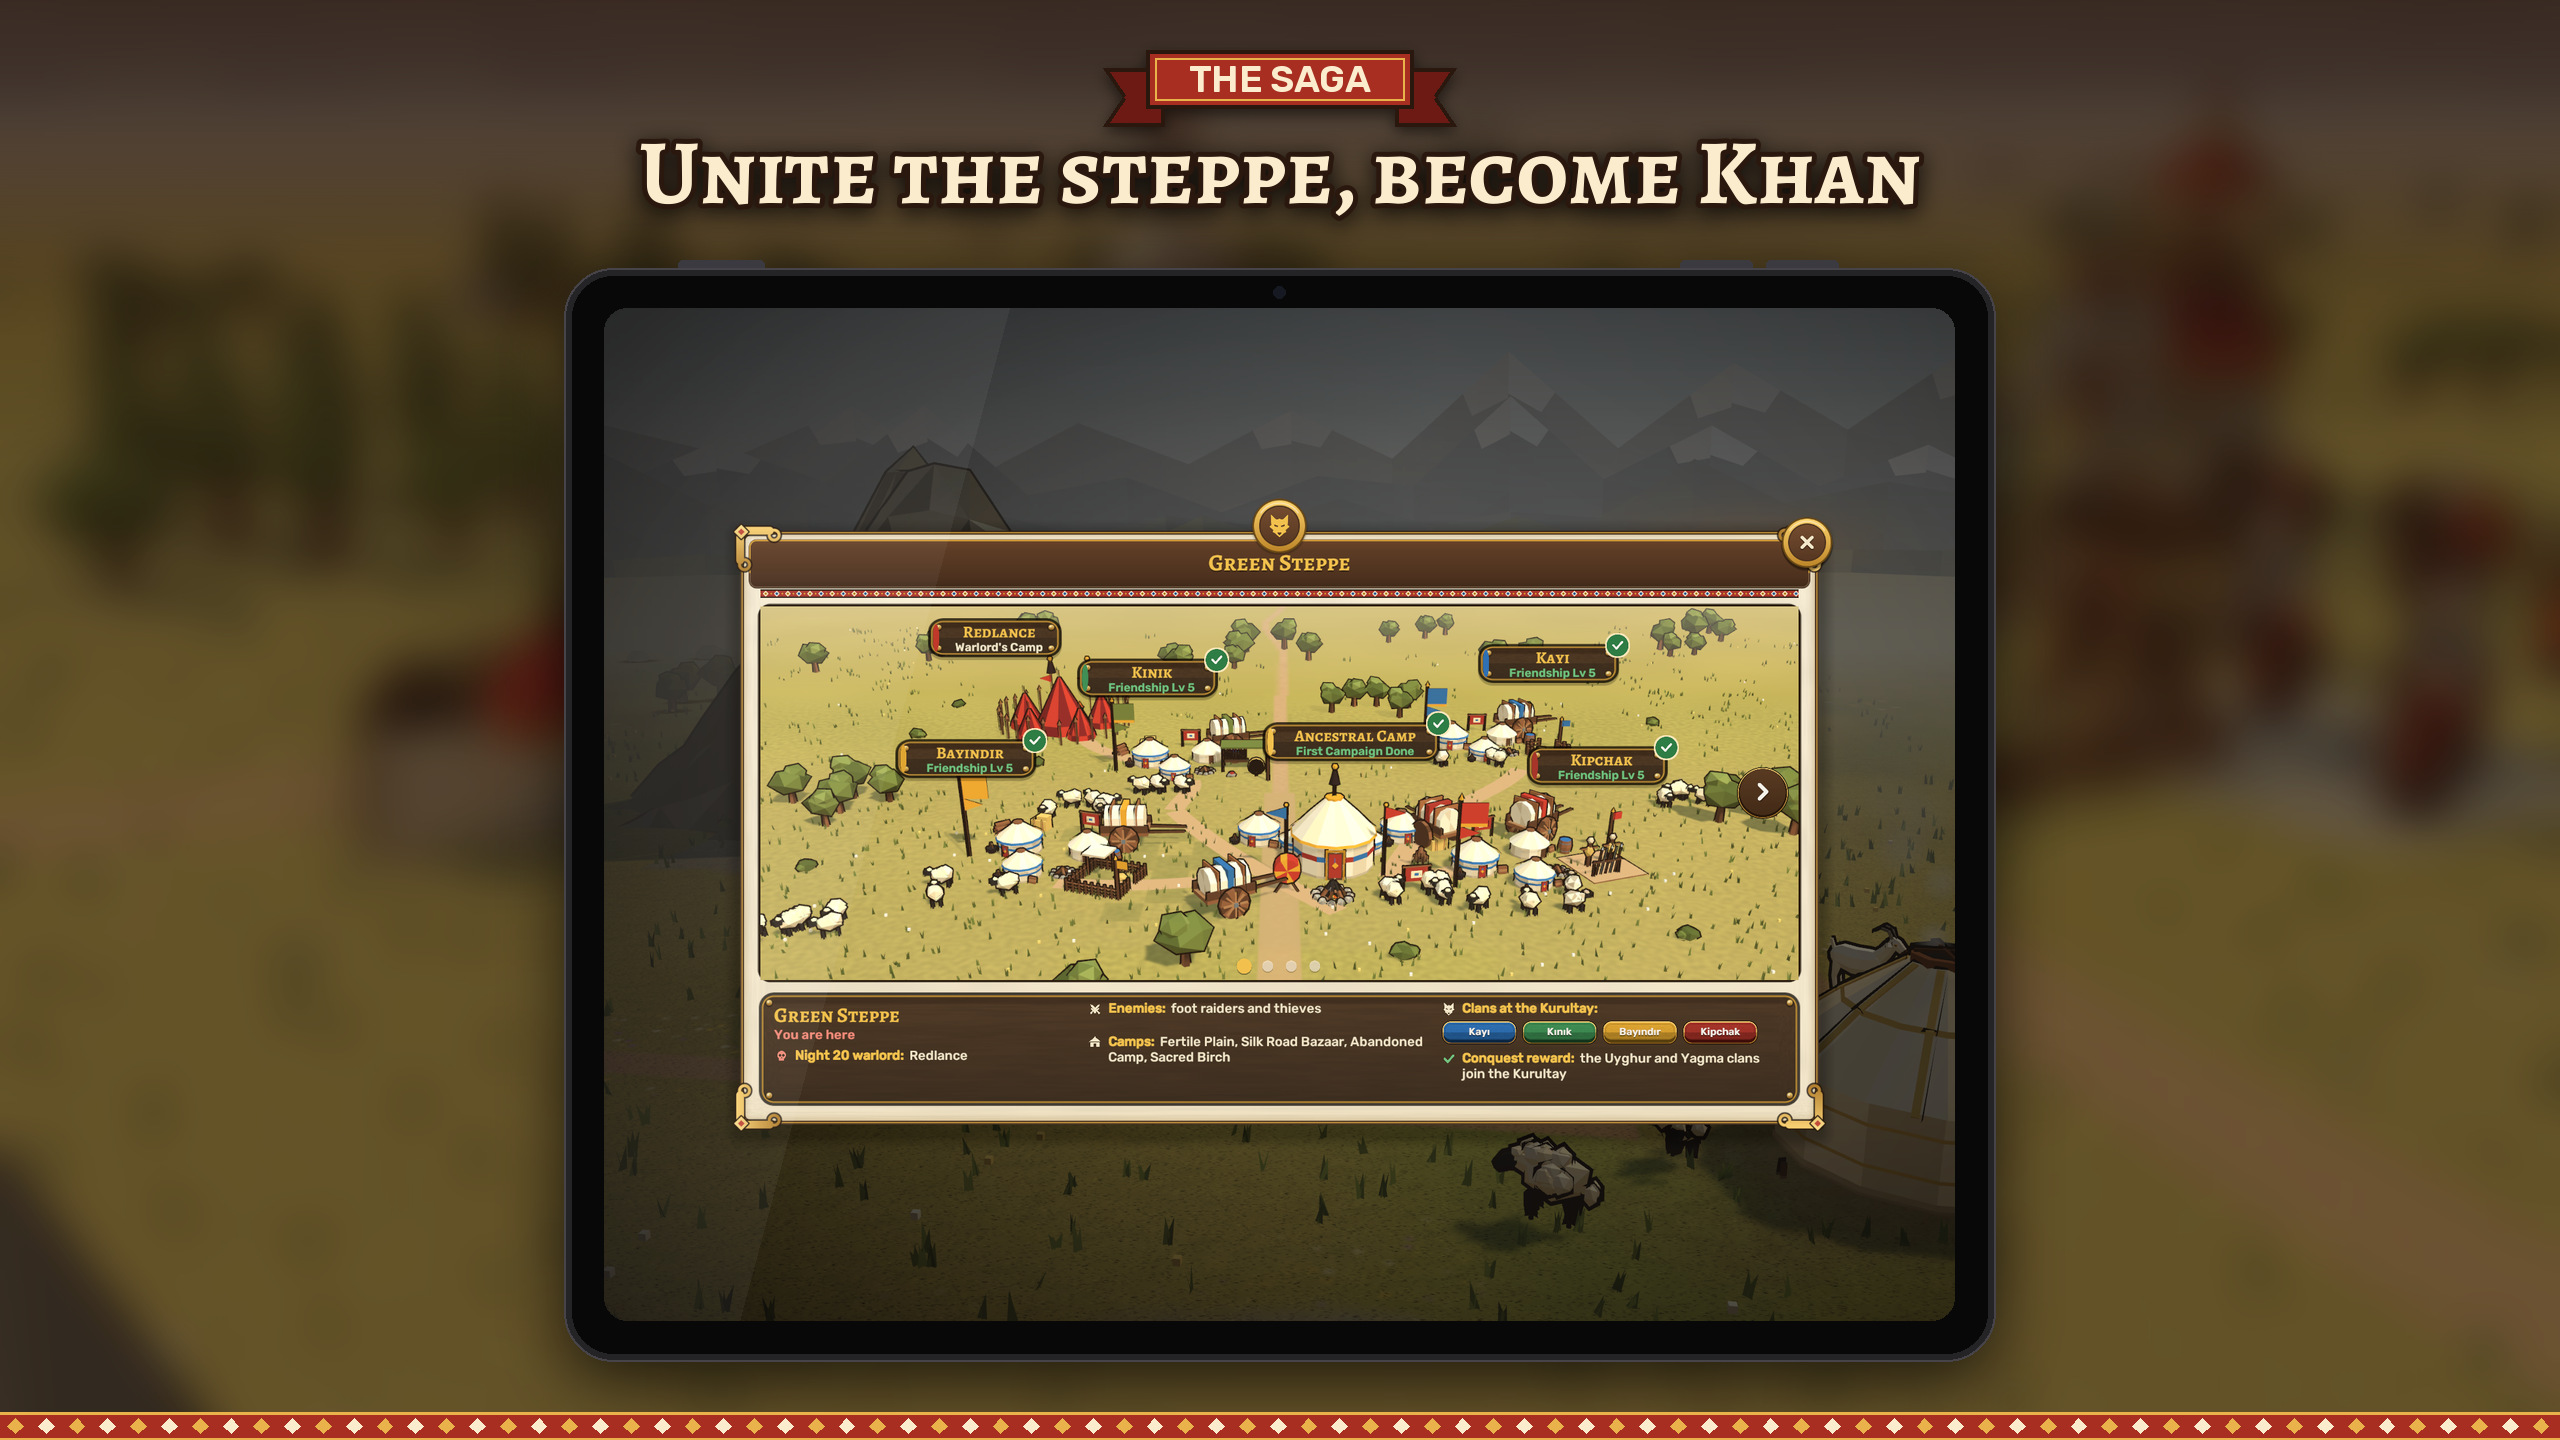 THE SAGA
UNITE THE STEPPE, BECOME KHAN
GREEN STEPPE
REDLANCE
Warlord's Camp
KINIK
Friendship Lv 5
KAYI
Friendship Lv 5
BAYINDIR
Friendship Lv 5
ANCESTRAL CAMP
First Campaign Done
KIPCHAK
Friendship Lv 5
GREEN STEPPE
You are here
Night 20 warlord: Redlance
Enemies: foot raiders and thieves
Camps: Fertile Plain, Silk Road Bazaar, Abandoned
Camp, Sacred Birch
Clans at the Kurultay:
Kayı Kınık Bayındır Kipchak
Conquest reward: the Uyghur and Yagma clans
join the Kurultay